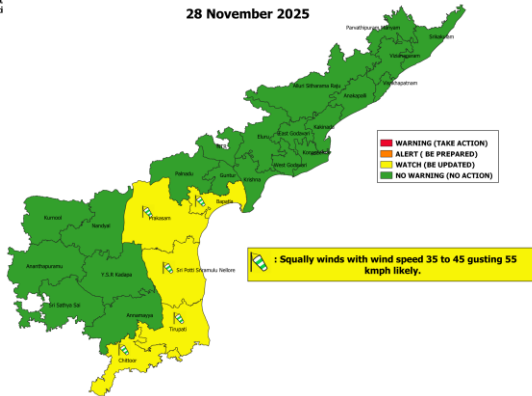 28 November 2025
Parvathipuram Manyam
Srikakulam
Vizianagaram
Alluri Sitharama Raju
Visakhapatnam
Anakapalli
Kakinada
East Godavari
Eluru
Konaseema
West Godavari
Krishna
Guntur
Palnadu
Bapatla
Prakasam
Kurnool
Nandyal
Ananthapuramu
Y.S.R Kadapa
Sri Potti Sriramulu Nellore
Sri Sathya Sai
Annamayya
Tirupati
Chittoor
WARNING (TAKE ACTION)
ALERT ( BE PREPARED)
WATCH (BE UPDATED)
NO WARNING (NO ACTION)
: Squally winds with wind speed 35 to 45 gusting 55
kmph likely.